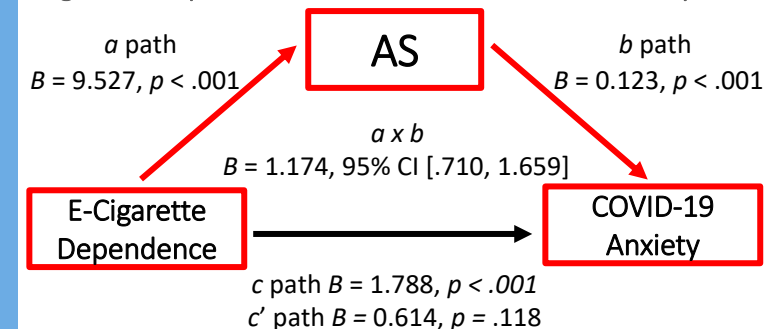 a path
B = 9.527, p < .001
AS
b path
B = 0.123, p < .001
a x b
B = 1.174, 95% CI [.710, 1.659]
E-Cigarette
Dependence
COVID-19
Anxiety
c path B = 1.788, p < .001
c' path B = 0.614, p = .118